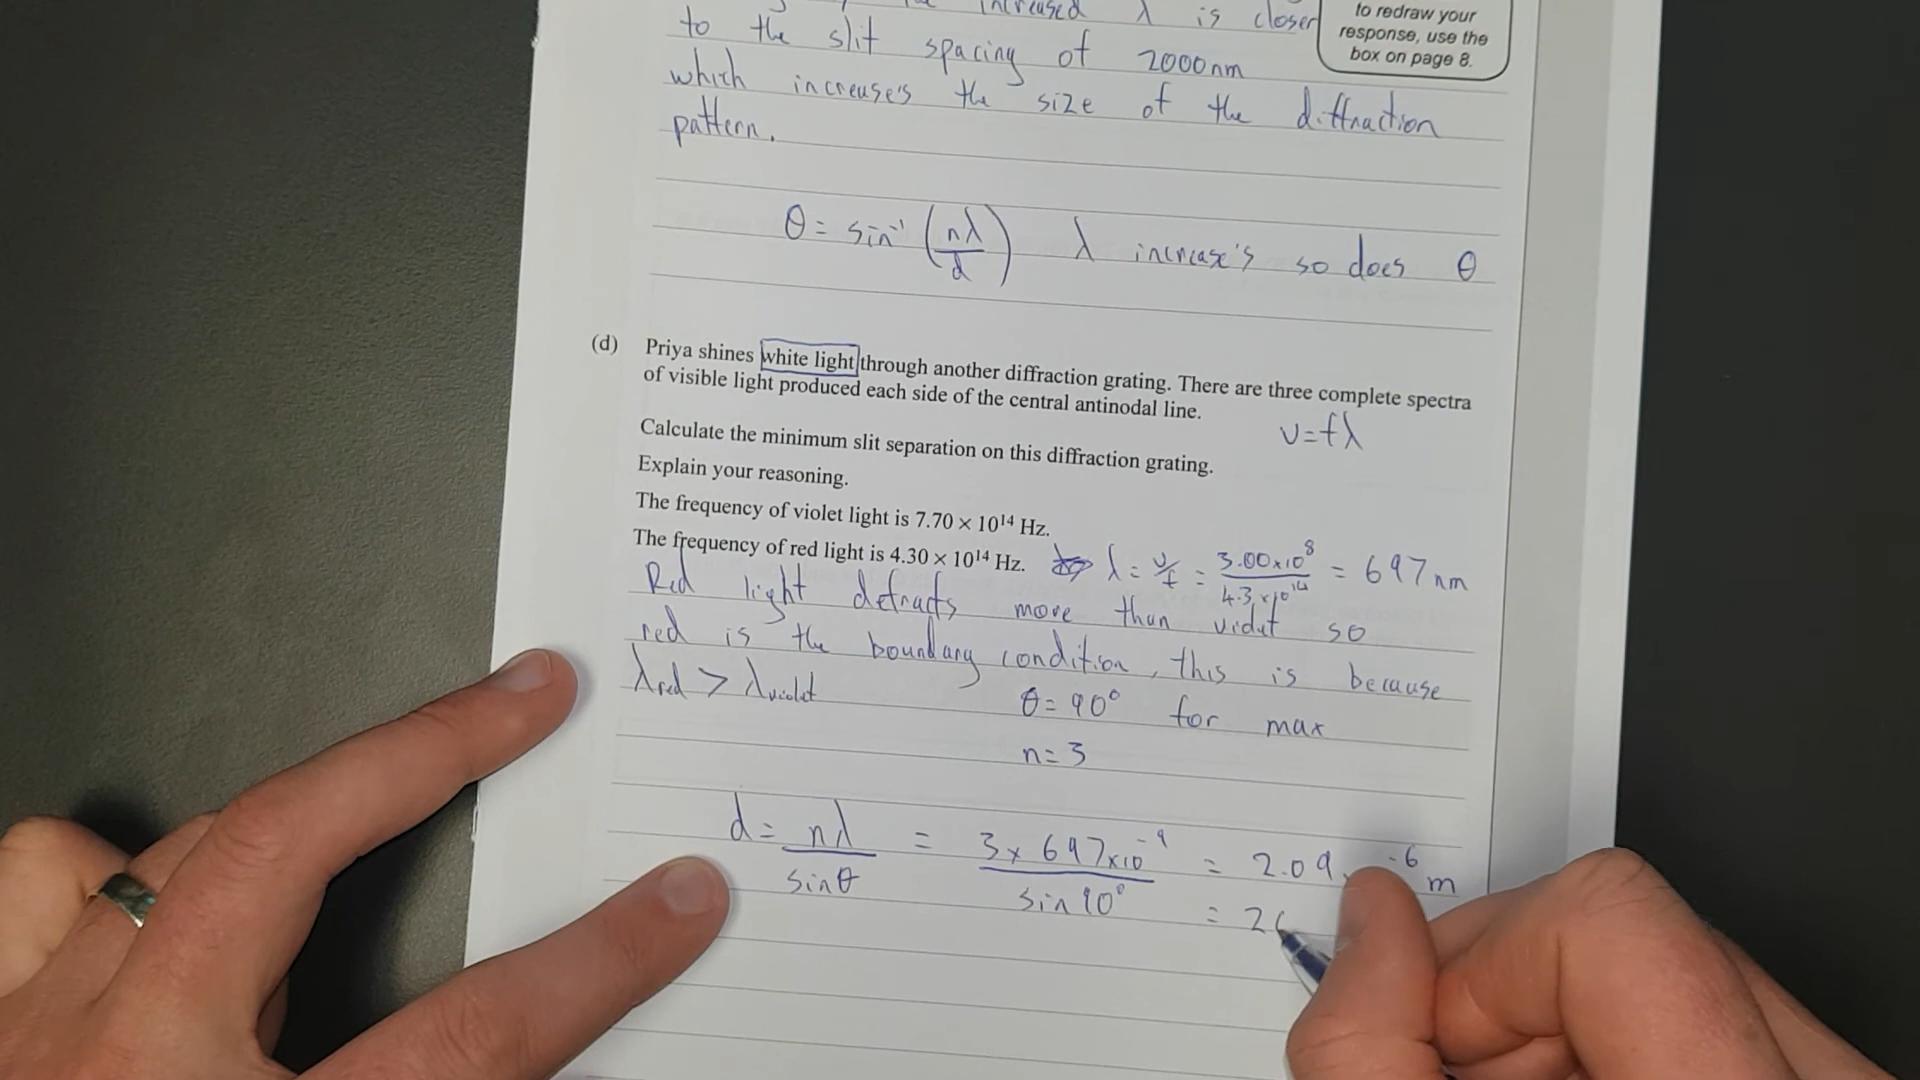 increased λ is closer
to redraw your
response, use the
box on page 8.
to the slit spacing of 2000nm
which increase's the size of the diffraction
pattern.
θ = sin⁻¹ (nλ/d) λ increase's so does θ
(d) Priya shines white light through another diffraction grating. There are three complete spectra
of visible light produced each side of the central antinodal line.
v=fλ
Calculate the minimum slit separation on this diffraction grating.
Explain your reasoning.
The frequency of violet light is 7.70 × 10¹⁴ Hz.
The frequency of red light is 4.30 × 10¹⁴ Hz. λ = v/f = 3.00×10⁸/4.3×10¹⁴ = 697nm
Red light defracts more than violet so
red is the boundary condition, this is because
λred > λviolet θ = 90° for max
n = 3
d = nλ/sinθ = 3×697×10⁻⁹/sin90° = 2.09 ⁻⁶ m
= 20